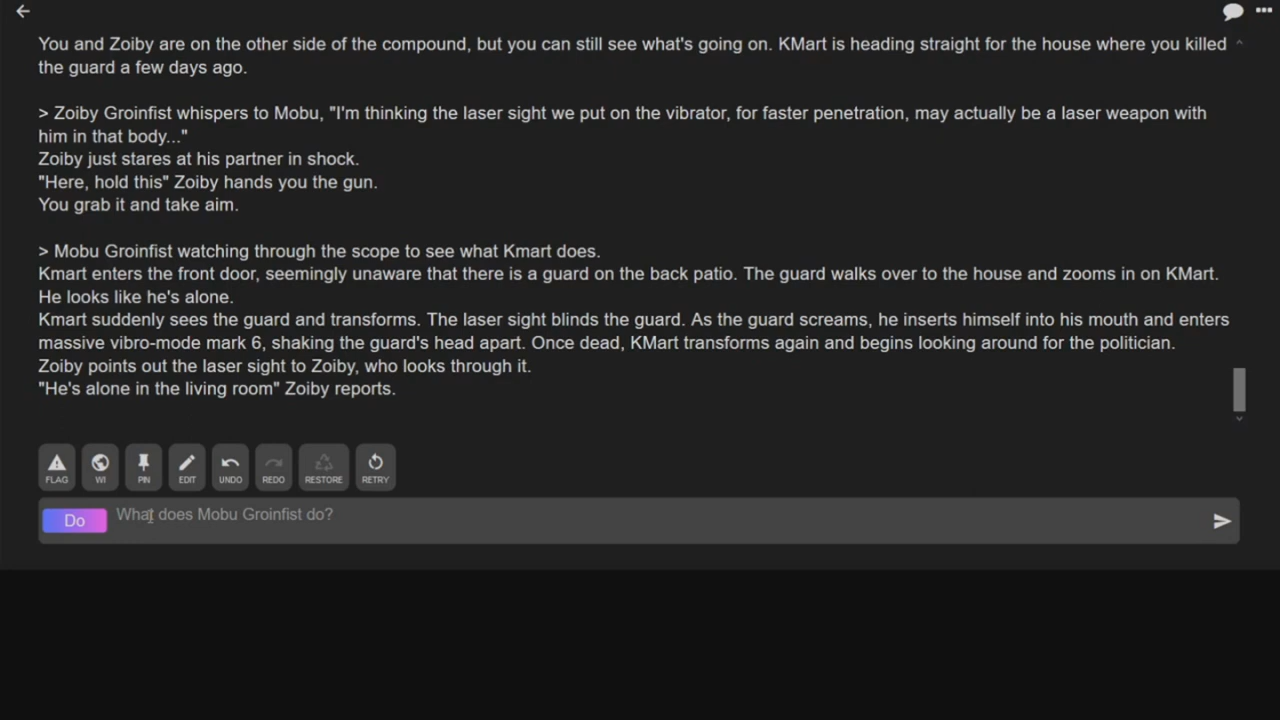 You and Zoiby are on the other side of the compound, but you can still see what's going on. KMart is heading straight for the house where you killed
the guard a few days ago.
> Zoiby Groinfist whispers to Mobu, "I'm thinking the laser sight we put on the vibrator, for faster penetration, may actually be a laser weapon with
him in that body..."
Zoiby just stares at his partner in shock.
"Here, hold this" Zoiby hands you the gun.
You grab it and take aim.
> Mobu Groinfist watching through the scope to see what Kmart does.
Kmart enters the front door, seemingly unaware that there is a guard on the back patio. The guard walks over to the house and zooms in on KMart.
He looks like he's alone.
Kmart suddenly sees the guard and transforms. The laser sight blinds the guard. As the guard screams, he inserts himself into his mouth and enters
massive vibro-mode mark 6, shaking the guard's head apart. Once dead, KMart transforms again and begins looking around for the politician.
Zoiby points out the laser sight to Zoiby, who looks through it.
"He's alone in the living room" Zoiby reports.
FLAG WI PIN EDIT UNDO REDO RESTORE RETRY
Do What does Mobu Groinfist do?